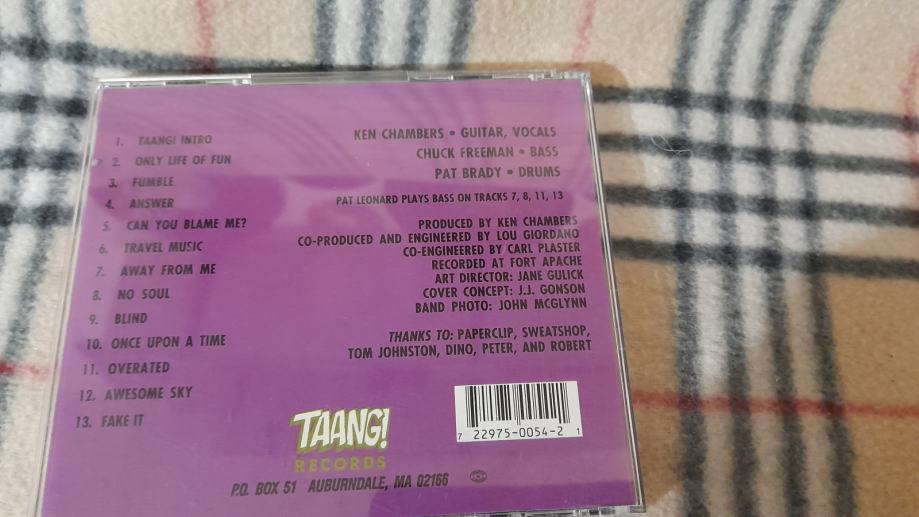 1. TAANG! INTRO
2. ONLY LIFE OF FUN
3. FUMBLE
4. ANSWER
5. CAN YOU BLAME ME?
6. TRAVEL MUSIC
7. AWAY FROM ME
8. NO SOUL
9. BLIND
10. ONCE UPON A TIME
11. OVERATED
12. AWESOME SKY
13. FAKE IT
KEN CHAMBERS • GUITAR, VOCALS
CHUCK FREEMAN • BASS
PAT BRADY • DRUMS
PAT LEONARD PLAYS BASS ON TRACKS 7, 8, 11, 13
PRODUCED BY KEN CHAMBERS
CO-PRODUCED AND ENGINEERED BY LOU GIORDANO
CO-ENGINEERED BY CARL PLASTER
RECORDED AT FORT APACHE
ART DIRECTOR: JANE GULICK
COVER CONCEPT: J.J. GONSON
BAND PHOTO: JOHN MCGLYNN
THANKS TO: PAPERCLIP, SWEATSHOP,
TOM JOHNSTON, DINO, PETER, AND ROBERT
7 22975-0054-2 1
TAANG!
RECORDS
P.O. BOX 51 AUBURNDALE, MA 02166